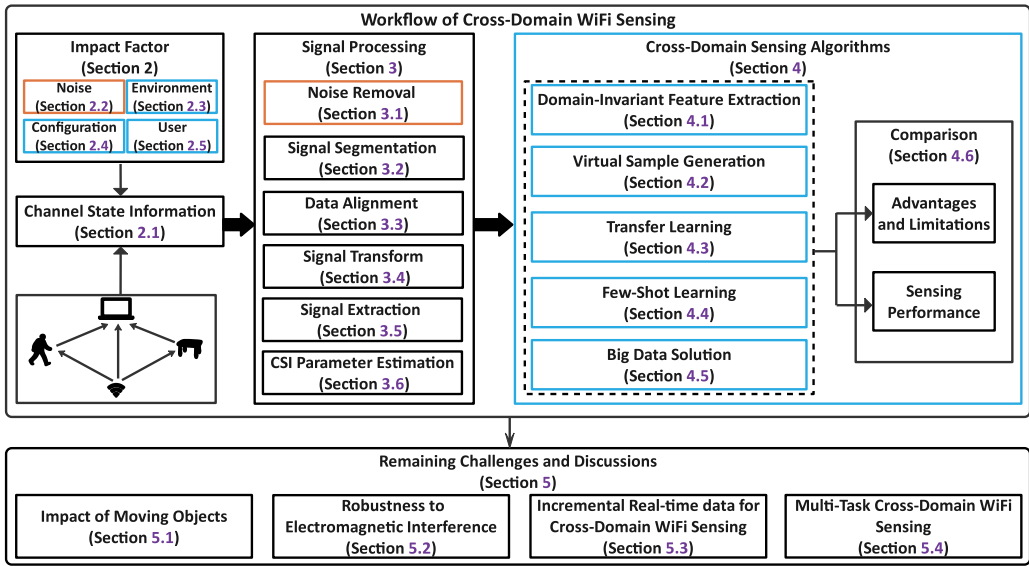 Workflow of Cross-Domain WiFi Sensing
Impact Factor
(Section 2)
Noise
(Section 2.2)
Environment
(Section 2.3)
Configuration
(Section 2.4)
User
(Section 2.5)
Channel State Information
(Section 2.1)
Signal Processing
(Section 3)
Noise Removal
(Section 3.1)
Signal Segmentation
(Section 3.2)
Data Alignment
(Section 3.3)
Signal Transform
(Section 3.4)
Signal Extraction
(Section 3.5)
CSI Parameter Estimation
(Section 3.6)
Cross-Domain Sensing Algorithms
(Section 4)
Domain-Invariant Feature Extraction
(Section 4.1)
Virtual Sample Generation
(Section 4.2)
Transfer Learning
(Section 4.3)
Few-Shot Learning
(Section 4.4)
Big Data Solution
(Section 4.5)
Comparison
(Section 4.6)
Advantages
and Limitations
Sensing
Performance
Remaining Challenges and Discussions
(Section 5)
Impact of Moving Objects
(Section 5.1)
Robustness to
Electromagnetic Interference
(Section 5.2)
Incremental Real-time data for
Cross-Domain WiFi Sensing
(Section 5.3)
Multi-Task Cross-Domain WiFi
Sensing
(Section 5.4)